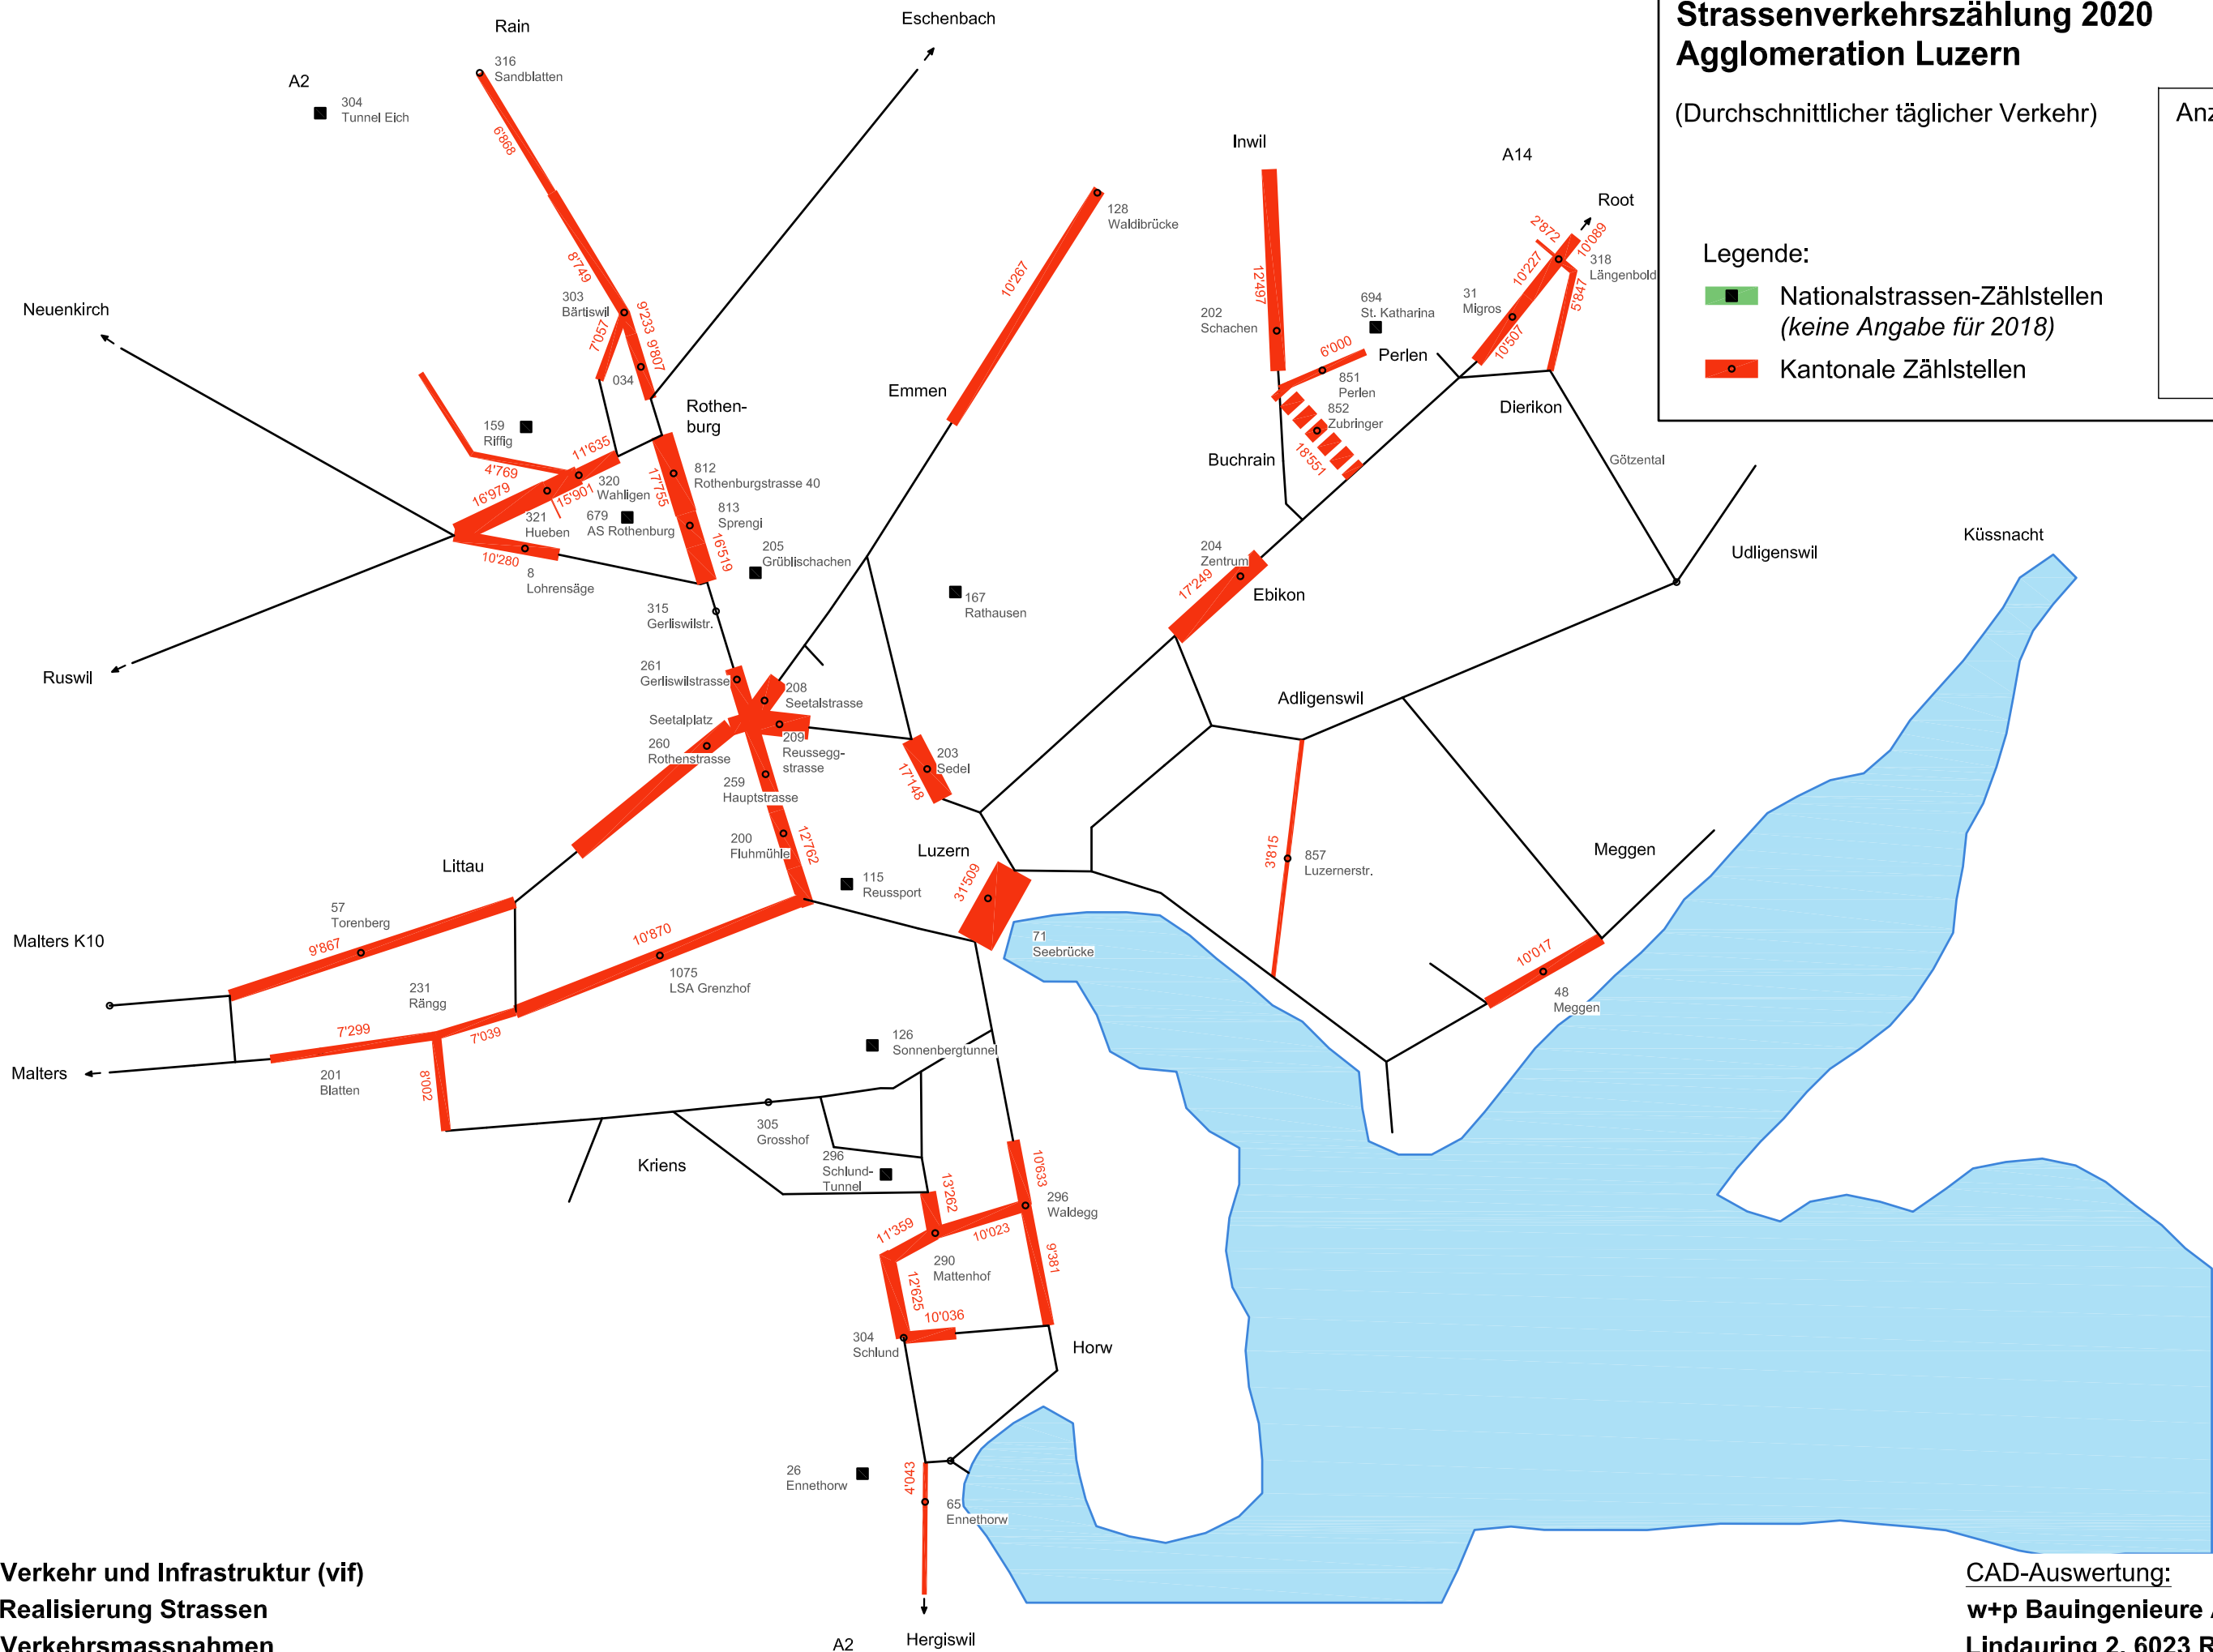 Strassenverkehrszählung 2020
Agglomeration Luzern
(Durchschnittlicher täglicher Verkehr)
Legende:
Nationalstrassen-Zählstellen
(keine Angabe für 2018)
Kantonale Zählstellen
Rain
Eschenbach
316
Sandblatten
A2
304
Tunnel Eich
6'868
8'749
303
Bärtiswil
9'233
9'807
7'057
034
Neuenkirch
Rothen-
burg
159
Riffig
11'635
4'769
16'979
15'901
320
Wahligen
321
Hueben
679
AS Rothenburg
10'280
8
Lohrensäge
17'755
812
Rothenburgstrasse 40
813
Sprengi
16'519
205
Grüblischachen
315
Gerliswilstr.
Ruswil
Emmen
10'267
128
Waldibrücke
167
Rathausen
261
Gerliswilstrasse
208
Seetalstrasse
Seetalplatz
260
Rothenstrasse
209
Reussegg-
strasse
259
Hauptstrasse
203
Sedel
17'148
200
Fluhmühle
12'762
115
Reussport
Inwil
A14
Root
12'497
202
Schachen
694
St. Katharina
6'000
Perlen
851
Perlen
852
Zubringer
18'551
Buchrain
31
Migros
2'872
10'089
10'227
318
Längenbold
10'507
5'847
Dierikon
Götzental
Udligenswil
Küssnacht
204
Zentrum
17'249
Ebikon
Adligenswil
3'815
857
Luzernerstr.
Meggen
10'017
48
Meggen
Luzern
31'509
71
Seebrücke
Littau
57
Torenberg
9'867
Malters K10
231
Rängg
10'870
1075
LSA Grenzhof
7'299
7'039
201
Blatten
8'002
Malters
126
Sonnenbergtunnel
305
Grosshof
Kriens
296
Schlund-
Tunnel
13'262
10'633
296
Waldegg
11'359
10'023
290
Mattenhof
9'381
12'625
10'036
304
Schlund
Horw
26
Ennethorw
4'043
65
Ennethorw
A2
Hergiswil
Verkehr und Infrastruktur (vif)
Realisierung Strassen
Verkehrsmassnahmen
CAD-Auswertung:
w+p Bauingenieure
Lindauring 2, 6023